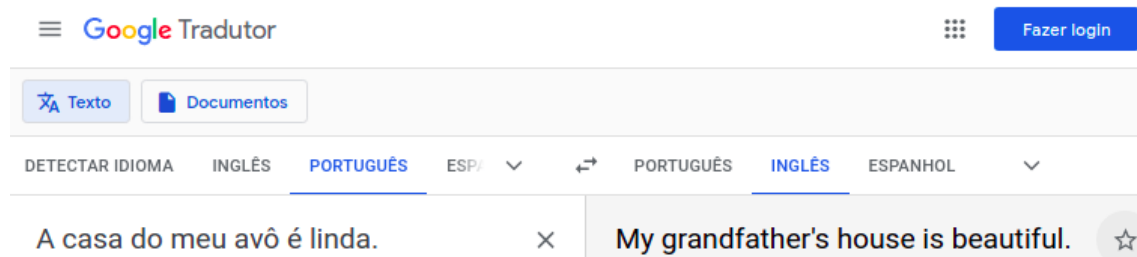 Google Tradutor Fazer login
Texto Documentos
DETECTAR IDIOMA INGLÊS PORTUGUÊS ESP PORTUGUÊS INGLÊS ESPANHOL
A casa do meu avô é linda. My grandfather's house is beautiful.